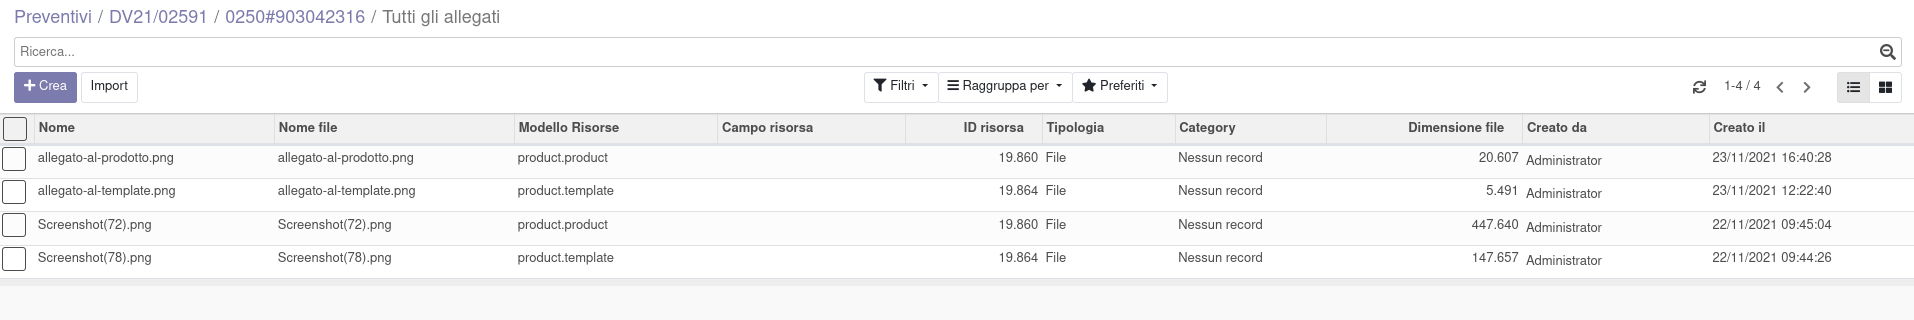 Preventivi / DV21/02591 / 0250#903042316 / Tutti gli allegati
Ricerca...
Crea Import Filtri Raggruppa per Preferiti 1-4 / 4
Nome Nome file Modello Risorse Campo risorsa ID risorsa Tipologia Category Dimensione file Creato da Creato il
allegato-al-prodotto.png allegato-al-prodotto.png product.product 19.860 File Nessun record 20.607 Administrator 23/11/2021 16:40:28
allegato-al-template.png allegato-al-template.png product.template 19.864 File Nessun record 5.491 Administrator 23/11/2021 12:22:40
Screenshot(72).png Screenshot(72).png product.product 19.860 File Nessun record 447.640 Administrator 22/11/2021 09:45:04
Screenshot(78).png Screenshot(78).png product.template 19.864 File Nessun record 147.657 Administrator 22/11/2021 09:44:26